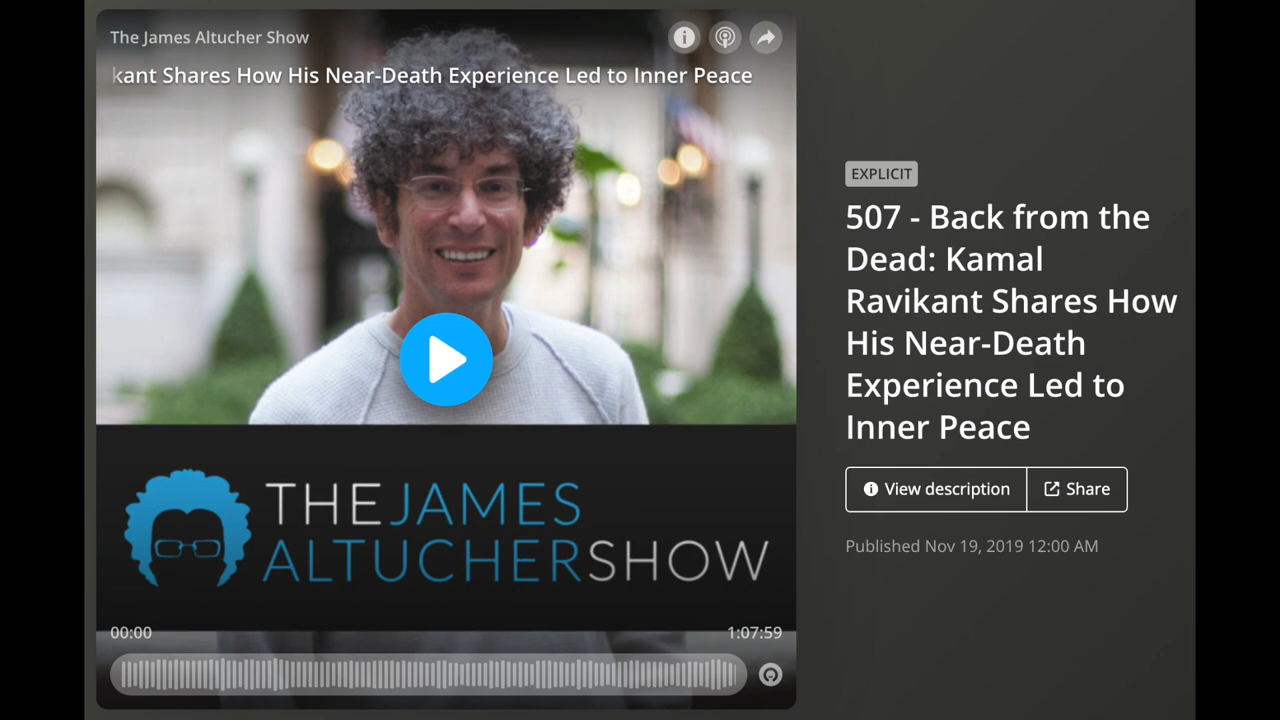 The James Altucher Show
kant Shares How His Near-Death Experience Led to Inner Peace
THE JAMES
ALTUCHER SHOW
00:00
1:07:59
EXPLICIT
507 - Back from the
Dead: Kamal
Ravikant Shares How
His Near-Death
Experience Led to
Inner Peace
View description
Share
Published Nov 19, 2019 12:00 AM